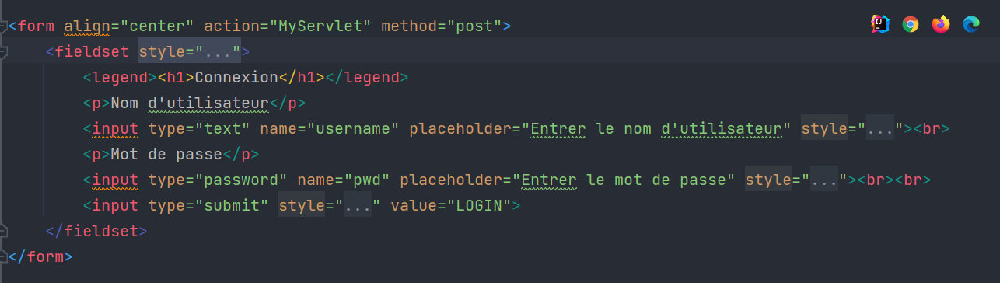 <form align="center" action="MyServlet" method="post">
<fieldset style="...">
<legend><h1>Connexion</h1></legend>
<p>Nom d'utilisateur</p>
<input type="text" name="username" placeholder="Entrer le nom d'utilisateur" style="..."><br>
<p>Mot de passe</p>
<input type="password" name="pwd" placeholder="Entrer le mot de passe" style="..."><br><br>
<input type="submit" style="..." value="LOGIN">
</fieldset>
</form>